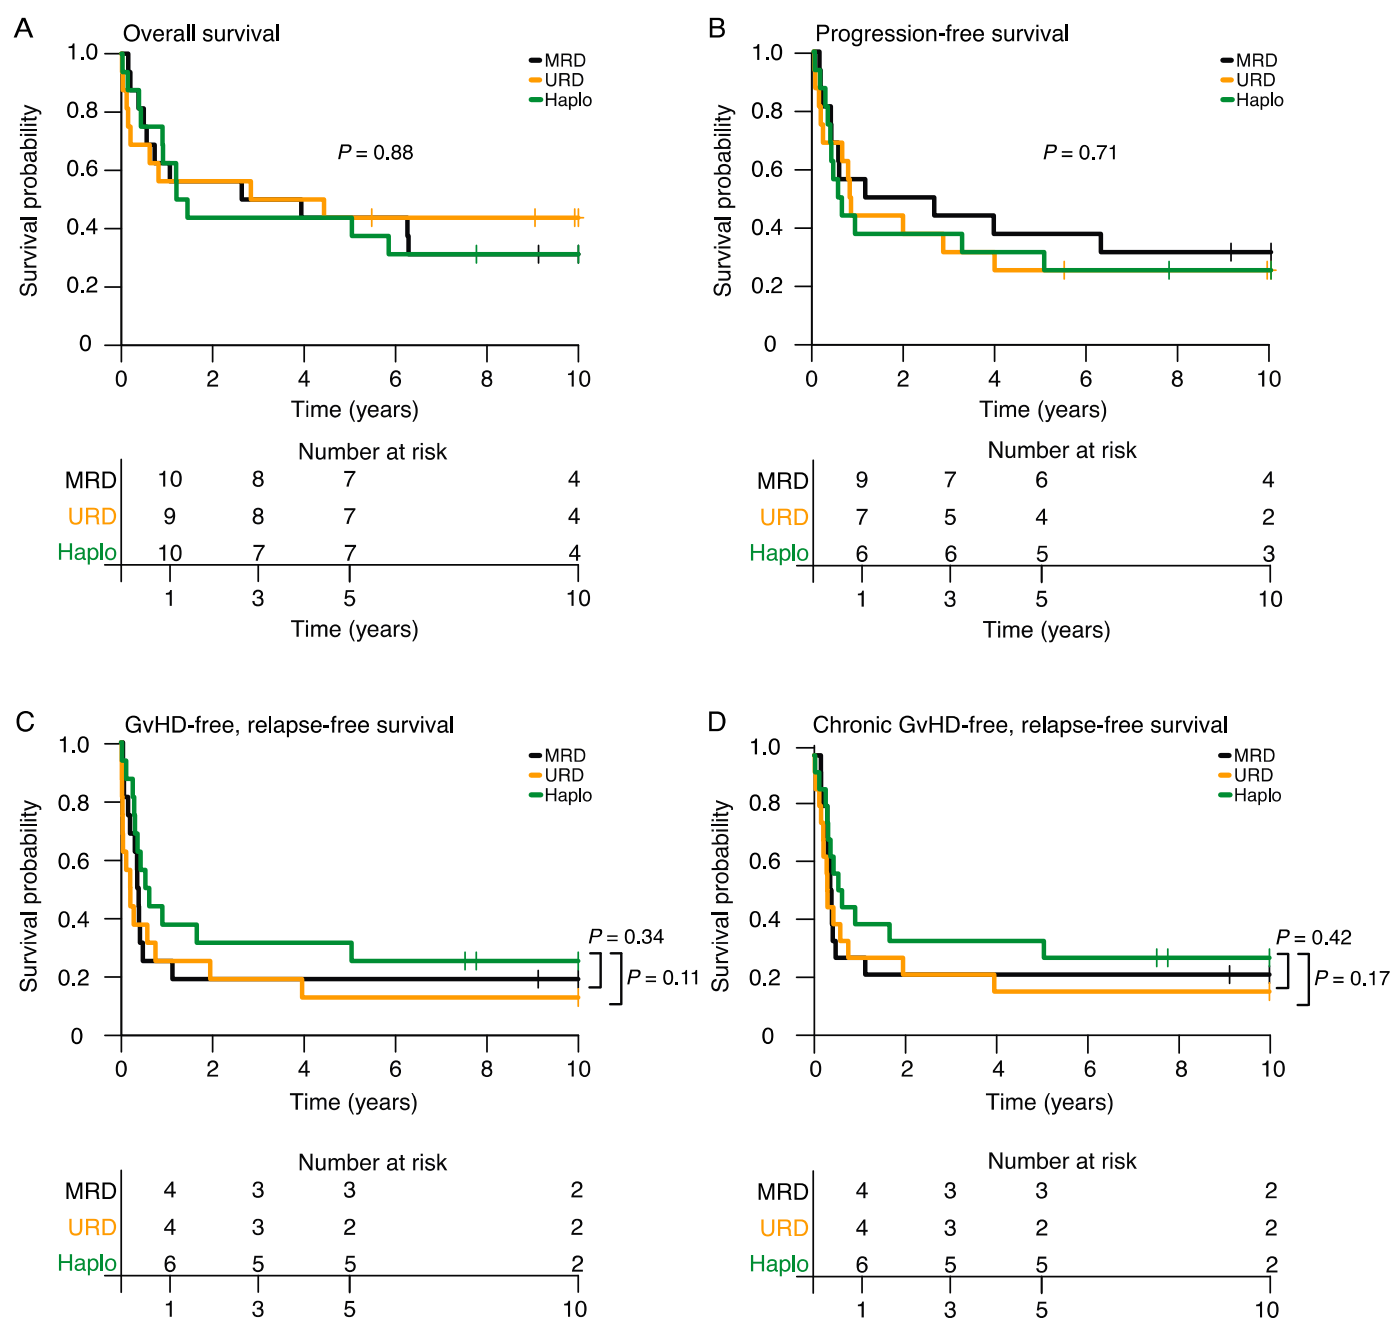 A Overall survival
1.0
0.8
0.6
0.4
0.2
0
Survival probability
MRD
URD
Haplo
P = 0.88
0 2 4 6 8 10
Time (years)
Number at risk
MRD 10 8 7 4
URD 9 8 7 4
Haplo 10 7 7 4
1 3 5 10
Time (years)
B Progression-free survival
1.0
0.8
0.6
0.4
0.2
0
Survival probability
MRD
URD
Haplo
P = 0.71
0 2 4 6 8 10
Time (years)
Number at risk
MRD 9 7 6 4
URD 7 5 4 2
Haplo 6 6 5 3
1 3 5 10
Time (years)
C GvHD-free, relapse-free survival
1.0
0.8
0.6
0.4
0.2
0
Survival probability
MRD
URD
Haplo
P = 0.34
P = 0.11
0 2 4 6 8 10
Time (years)
Number at risk
MRD 4 3 3 2
URD 4 3 2 2
Haplo 6 5 5 2
1 3 5 10
D Chronic GvHD-free, relapse-free survival
1.0
0.8
0.6
0.4
0.2
0
Survival probability
MRD
URD
Haplo
P = 0.42
P = 0.17
0 2 4 6 8 10
Time (years)
Number at risk
MRD 4 3 3 2
URD 4 3 2 2
Haplo 6 5 5 2
1 3 5 10